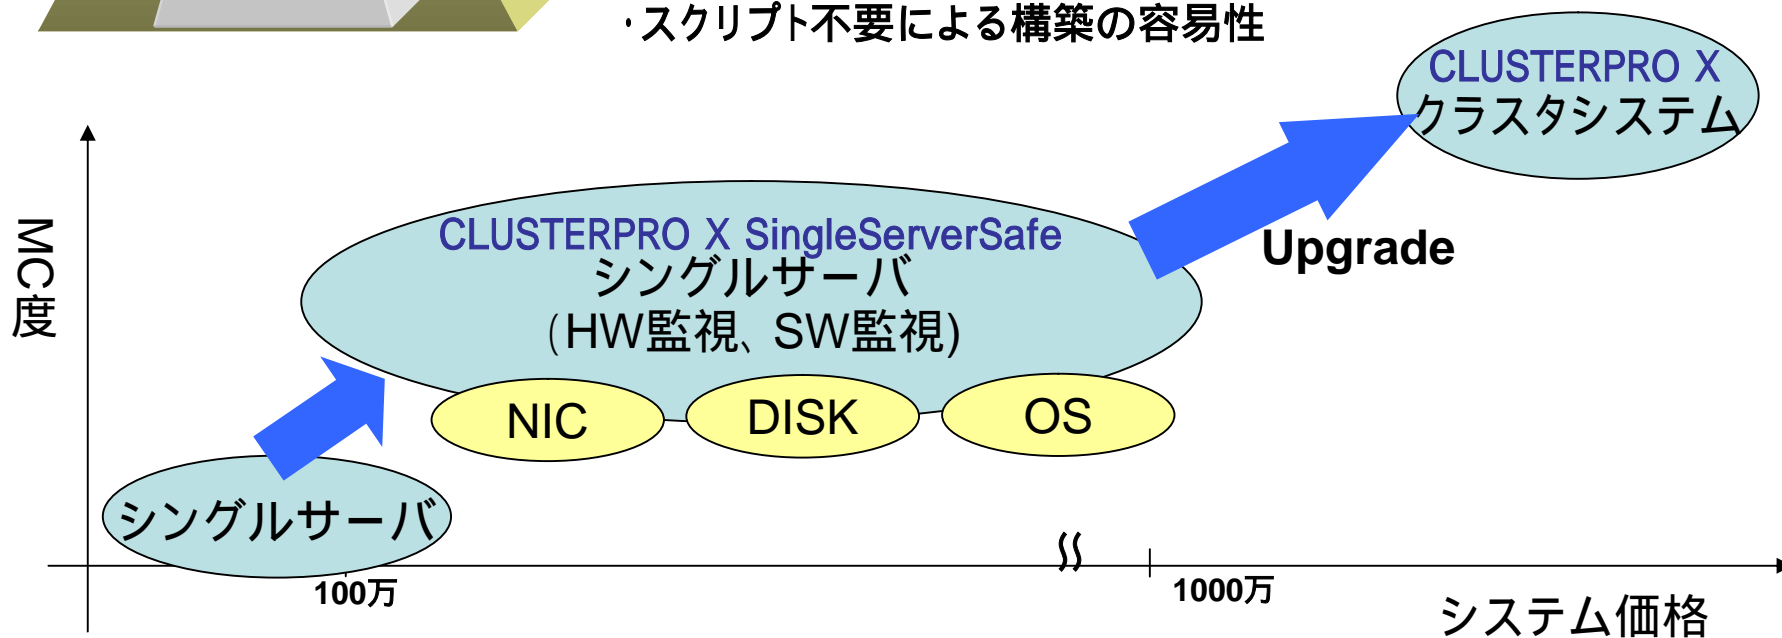 ・スクリプト不要による構築の容易性
CLUSTERPRO X
クラスタシステム
MC度
CLUSTERPRO X SingleServerSafe
シングルサーバ
(HW監視、SW監視)
Upgrade
NIC
DISK
OS
シングルサーバ
100万
1000万
システム価格